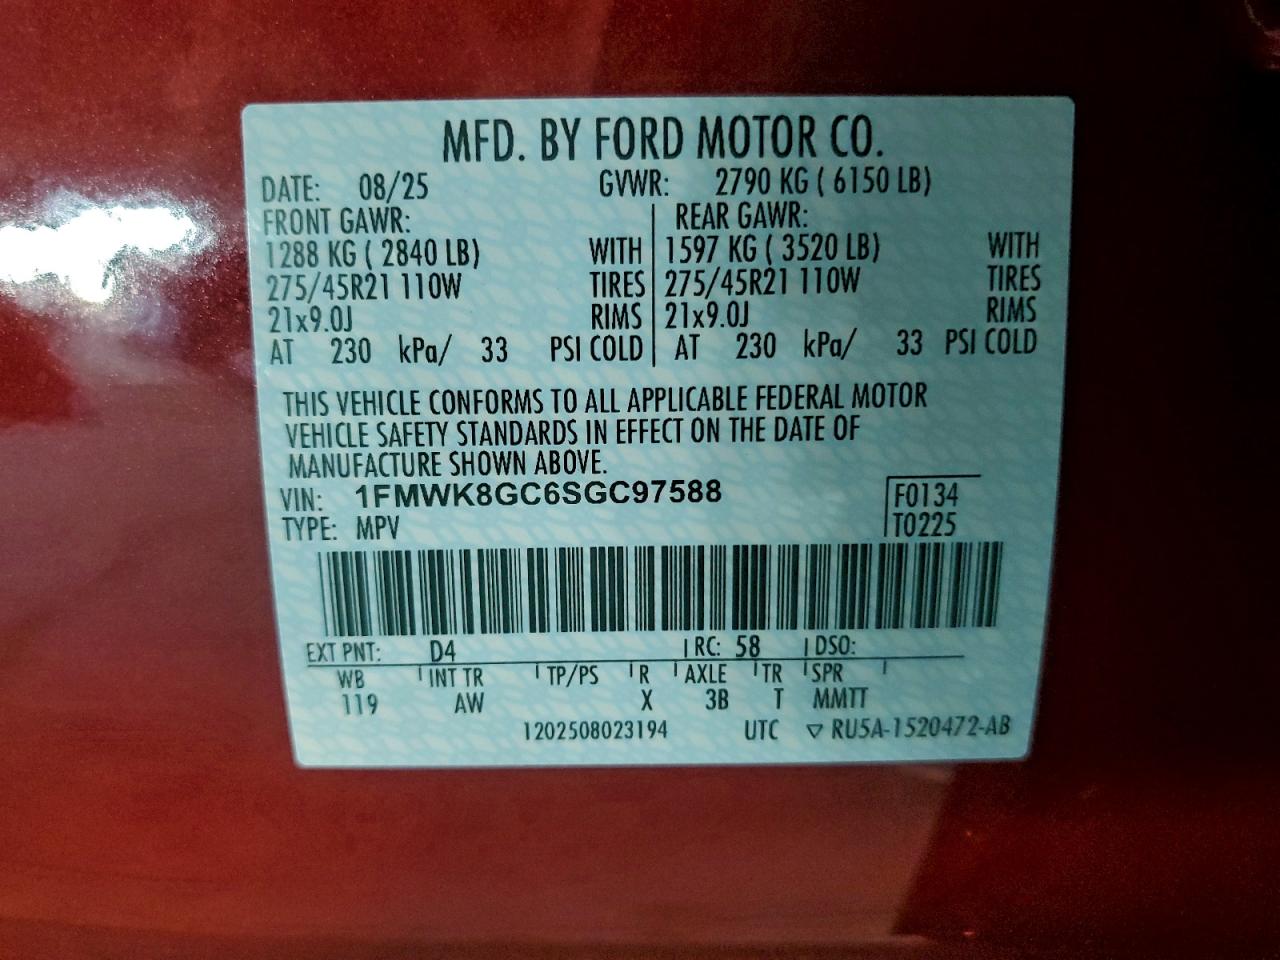 MFD. BY FORD MOTOR CO.
DATE: 08/25 GVWR: 2790 KG ( 6150 LB)
FRONT GAWR: REAR GAWR:
1288 KG ( 2840 LB) WITH 1597 KG ( 3520 LB) WITH
275/45R21 110W TIRES 275/45R21 110W TIRES
21x9.0J RIMS 21x9.0J RIMS
AT 230 kPa/ 33 PSI COLD AT 230 kPa/ 33 PSI COLD
THIS VEHICLE CONFORMS TO ALL APPLICABLE FEDERAL MOTOR
VEHICLE SAFETY STANDARDS IN EFFECT ON THE DATE OF
MANUFACTURE SHOWN ABOVE.
VIN: 1FMWK8GC6SGC97588 F0134
TYPE: MPV T0225
EXT PNT: D4 RC: 58 DSO:
WB INT TR TP/PS R AXLE TR SPR
119 AW X 3B T MMTT
1202508023194 UTC ▽ RU5A-1520472-AB